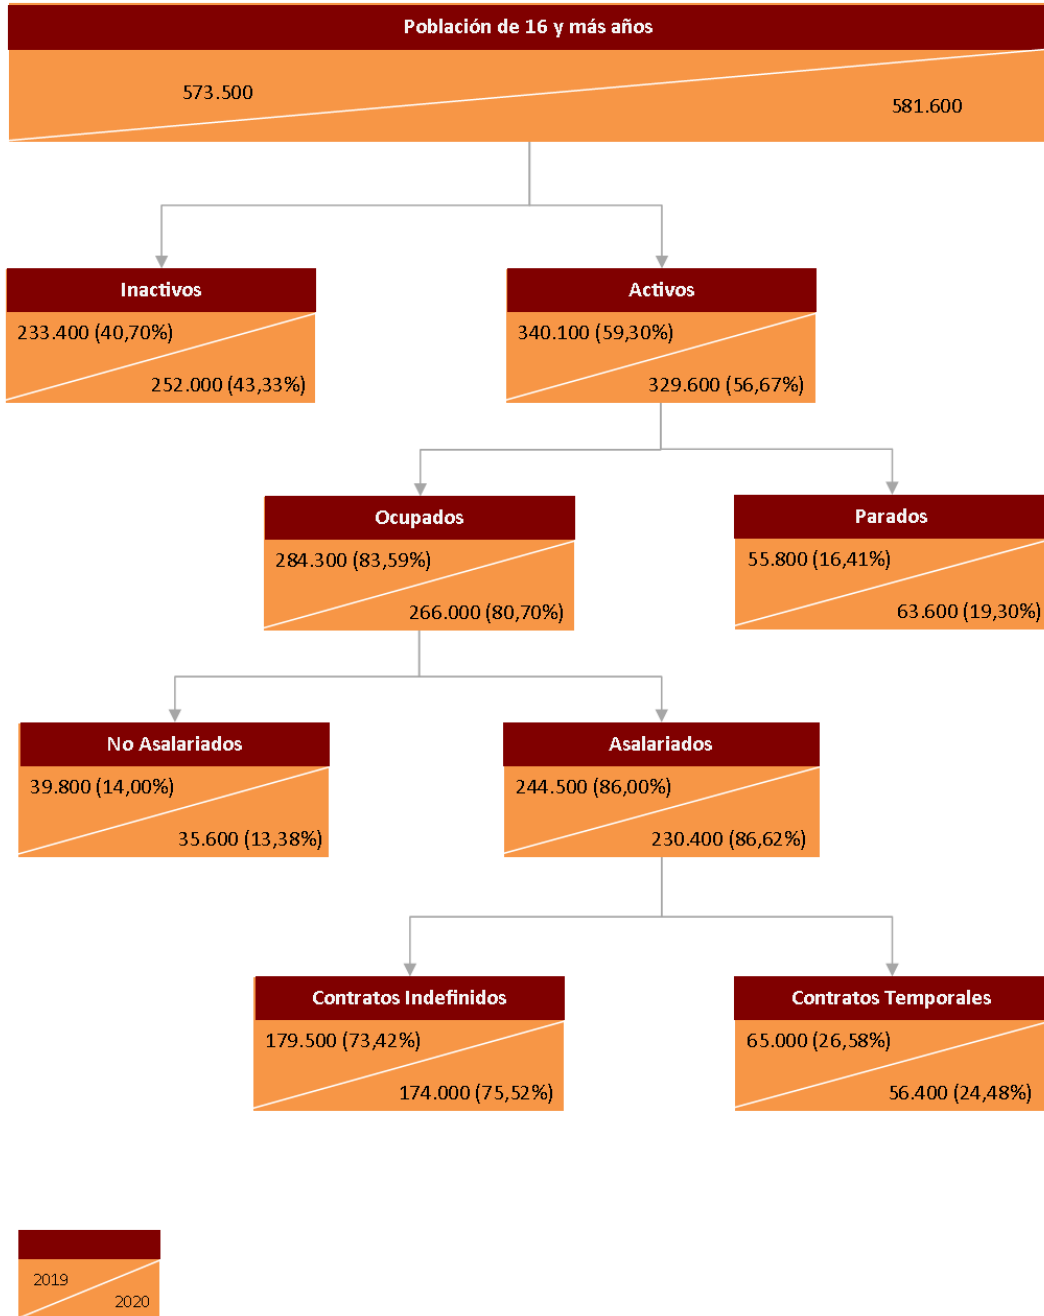 Población de 16 y más años
573.500
581.600
Inactivos
233.400 (40,70%)
252.000 (43,33%)
Activos
340.100 (59,30%)
329.600 (56,67%)
Ocupados
284.300 (83,59%)
266.000 (80,70%)
Parados
55.800 (16,41%)
63.600 (19,30%)
No Asalariados
39.800 (14,00%)
35.600 (13,38%)
Asalariados
244.500 (86,00%)
230.400 (86,62%)
Contratos Indefinidos
179.500 (73,42%)
174.000 (75,52%)
Contratos Temporales
65.000 (26,58%)
56.400 (24,48%)
2019
2020